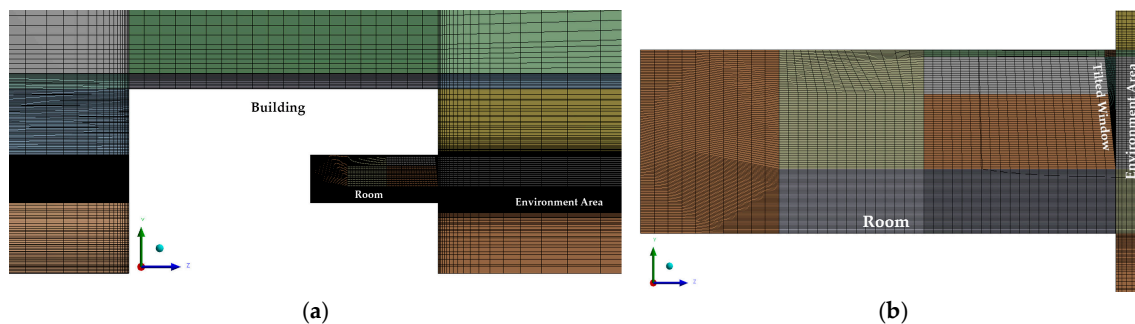 Building
Room
Environment Area
Y
Z
(a)
Tilted Window
Environment Area
Room
Y
Z
(b)